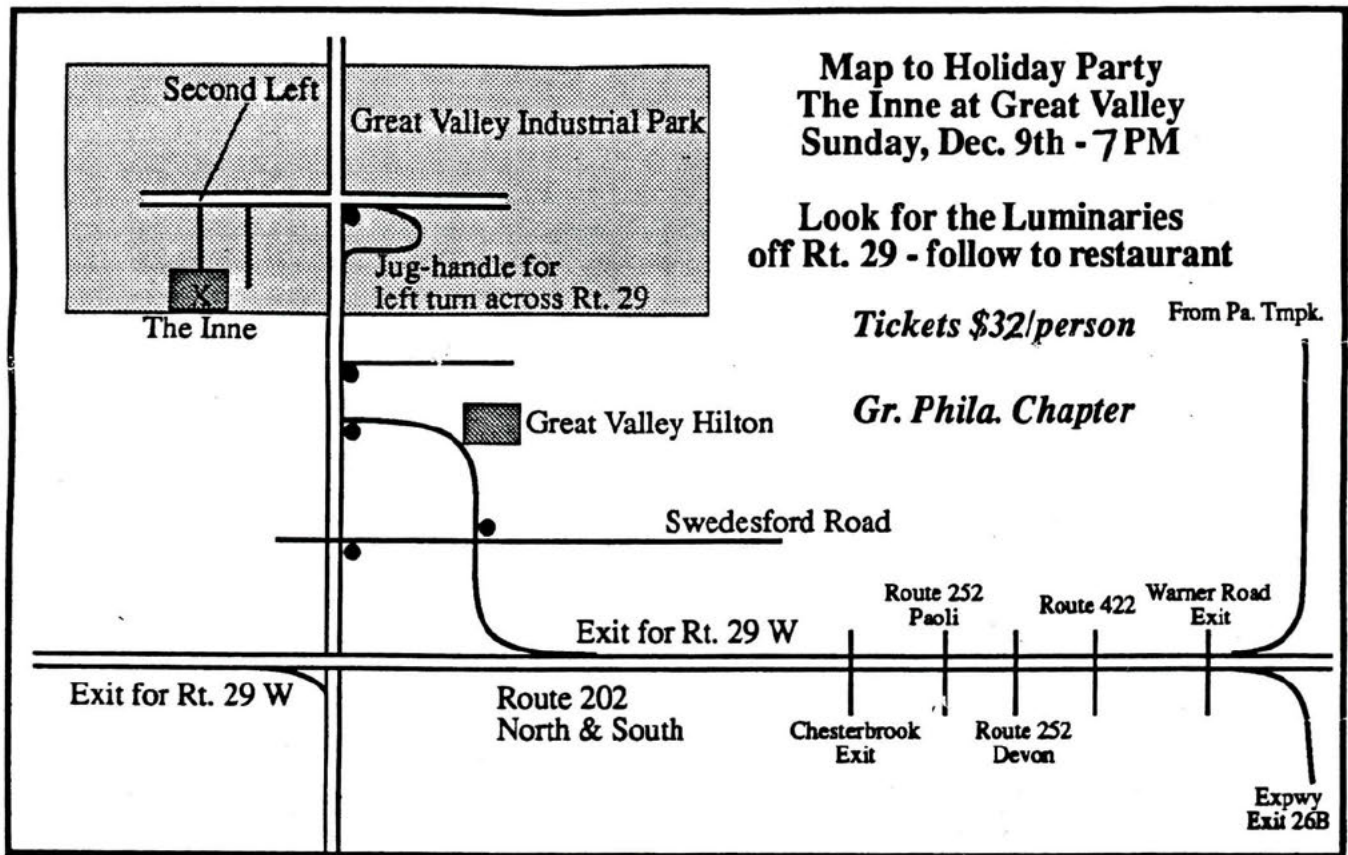 Map to Holiday Party
The Inne at Great Valley
Sunday, Dec. 9th - 7 PM
Look for the Luminaries
off Rt. 29 - follow to restaurant
Tickets $32/person
Gr. Phila. Chapter
From Pa. Trnpk.
Second Left
Great Valley Industrial Park
Jug-handle for
left turn across Rt. 29
X
The Inne
Great Valley Hilton
Swedesford Road
Exit for Rt. 29 W
Route 252
Paoli
Route 422
Warner Road
Exit
Exit for Rt. 29 W
Route 202
North & South
Chesterbrook
Exit
Route 252
Devon
Expwy
Exit 26B